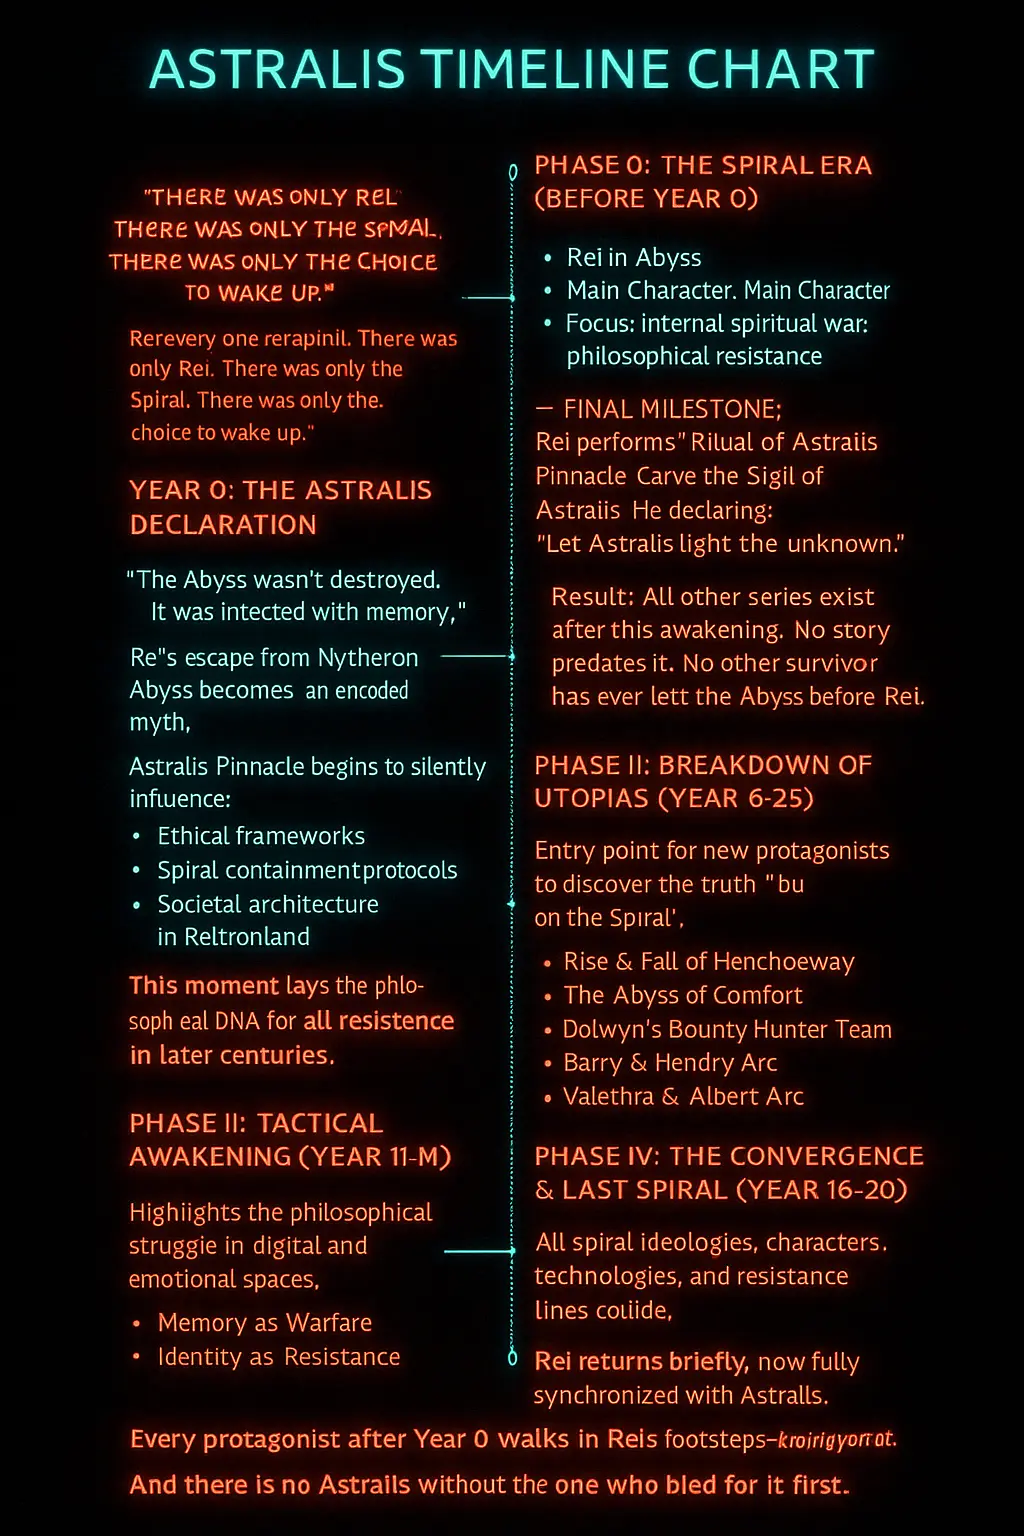 ASTRALIS TIMELINE CHART
"THERE WAS ONLY REL"
THERE WAS ONLY THE SPMAL.
THERE WAS ONLY THE CHOICE
TO WAKE UP."
Rerevery one rerapinil. There was
only Rei. There was only the
Spiral. There was only the.
choice to wake up."
YEAR 0: THE ASTRALIS
DECLARATION
"The Abyss wasn't destroyed.
It was intected with memory,"
Re"s escape from Nytheron
Abyss becomes an encoded
myth,
Astralis Pinnacle begins to silently
influence:
• Ethical frameworks
• Spiral containmentprotocols
• Societal architecture
in Reltronland
This moment lays the phlo-
soph eal DNA for all resistence
in later centuries.
PHASE II: TACTICAL
AWAKENING (YEAR 11-M)
Highiights the philosophical
struggie in digital and
emotional spaces,
• Memory as Warfare
• Identity as Resistance
PHASE 0: THE SPIRAL ERA
(BEFORE YEAR 0)
• Rei in Abyss
• Main Character. Main Character
• Focus: internal spiritual war:
philosophical resistance
— FINAL MILESTONE;
Rei performs" Rilual of Astraiis
Pinnacle Carve the Sigil of
Astraiis He declaring:
"Let Astralis light the unknown."
Result: All other series exist
after this awakening. No story
predates it. No other survivor
has ever lett the Abyss before Rei.
PHASE II: BREAKDOWN OF
UTOPIAS (YEAR 6-25)
Entry point for new protagonists
to discover the truth "bu
on the Spiral',
• Rise & Fall of Henchoeway
• The Abyss of Comfort
• Dolwyn's Bounty Hunter Team
• Barry & Hendry Arc
• Valethra & Albert Arc
PHASE IV: THE CONVERGENCE
& LAST SPIRAL (YEAR 16-20)
All spiral ideologies, characters.
technologies, and resistance
lines coliide,
Rei returns briefly, now fully
synchronized with Astralls.
Every protagonist after Year 0 walks in Reis footsteps–
And there is no Astrails without the one who bled for it first.